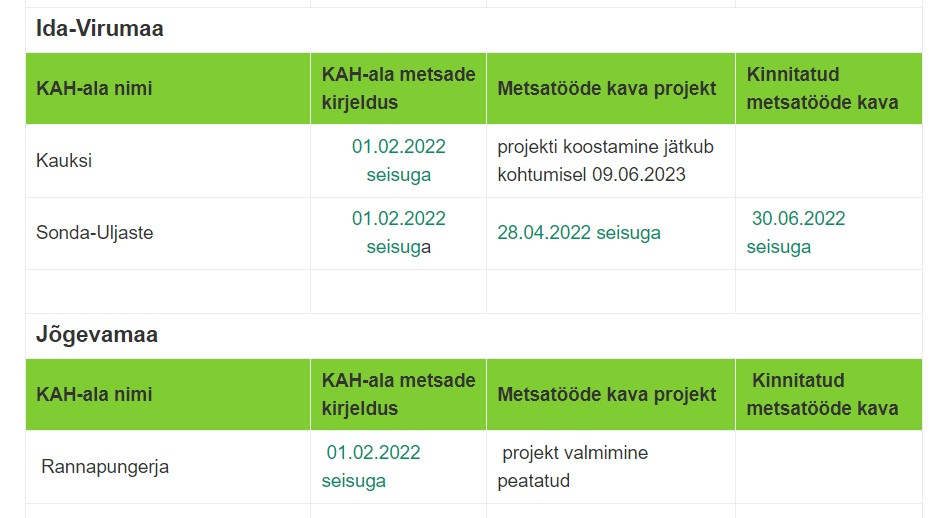 Ida-Virumaa
KAH-ala nimi
KAH-ala metsade
kirjeldus
Metsatööde kava projekt
Kinnitatud
metsatööde kava
Kauksi
01.02.2022
seisuga
projekti koostamine jätkub
kohtumisel 09.06.2023
Sonda-Uljaste
01.02.2022
seisuga
28.04.2022 seisuga
30.06.2022
seisuga
Jõgevamaa
KAH-ala nimi
KAH-ala metsade
kirjeldus
Metsatööde kava projekt
Kinnitatud
metsatööde kava
Rannapungerja
01.02.2022
seisuga
projekt valmimine
peatatud